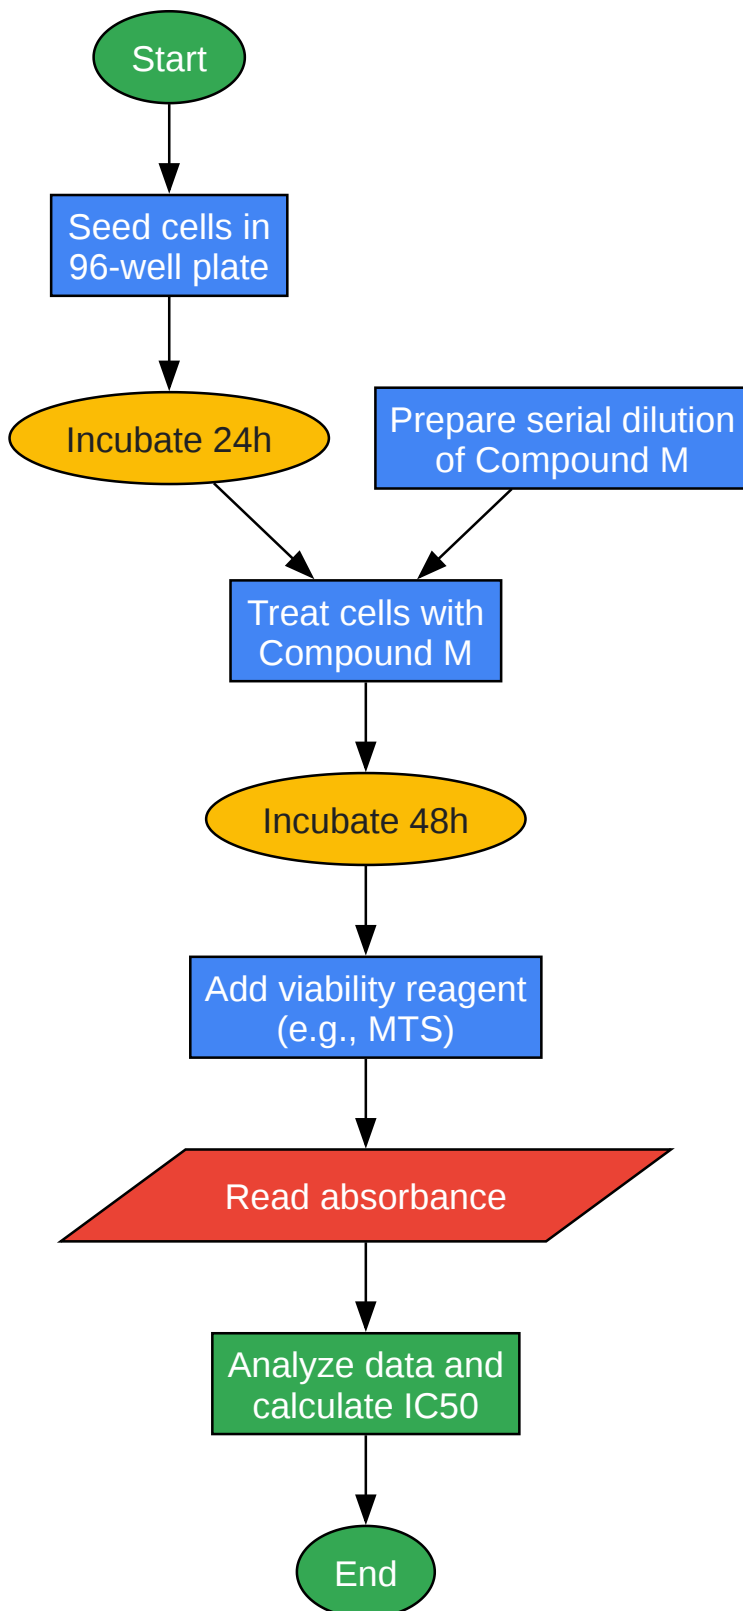 Start
Seed cells in
96-well plate
Incubate 24h
Prepare serial dilution
of Compound M
Treat cells with
Compound M
Incubate 48h
Add viability reagent
(e.g., MTS)
Read absorbance
Analyze data and
calculate IC50
End